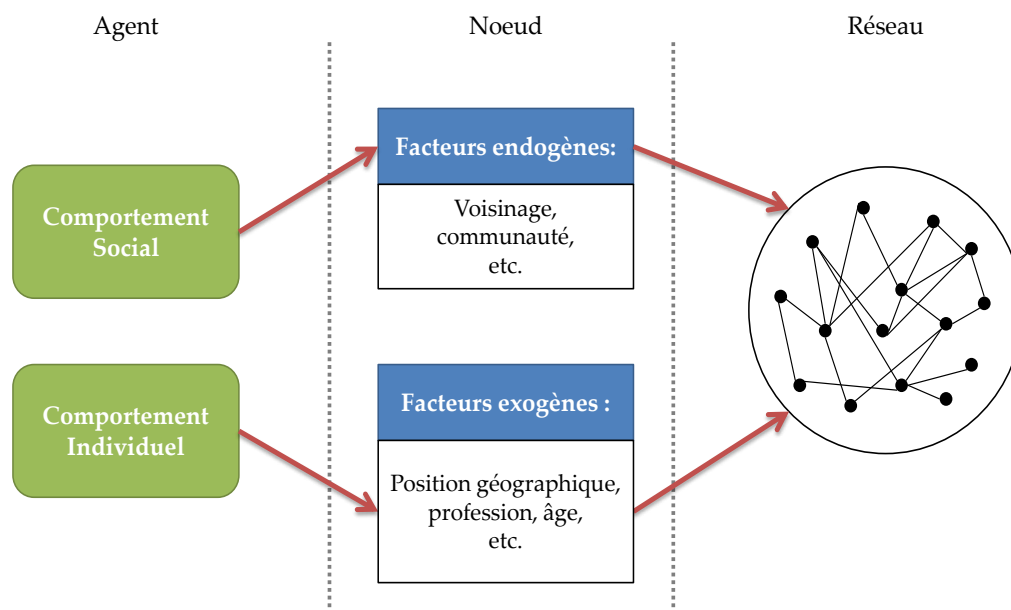 Agent
Noeud
Réseau
Comportement
Social
Facteurs endogènes:
Voisinage,
communauté,
etc.
Comportement
Individuel
Facteurs exogènes :
Position géographique,
profession, âge,
etc.